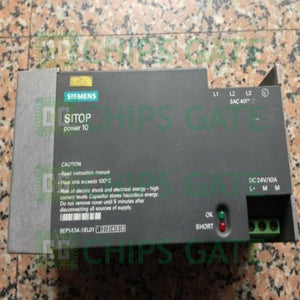 CHIPS GATE
SIEMENS
SITOP
power 10
L1 L2 L3
3AC 400
CAUTION
- Read instruction manual
- Heat sink exceeds 100°C
- Risk of electric shock and electrical energy - high
current levels. Capacitor stores hazardous energy.
Do not remove cover until 5 minutes after
disconnecting all sources of supply.
DC 24V/10A
L+ M M
OK
SHORT
6EP1434-1SL01
CHIPS GATE